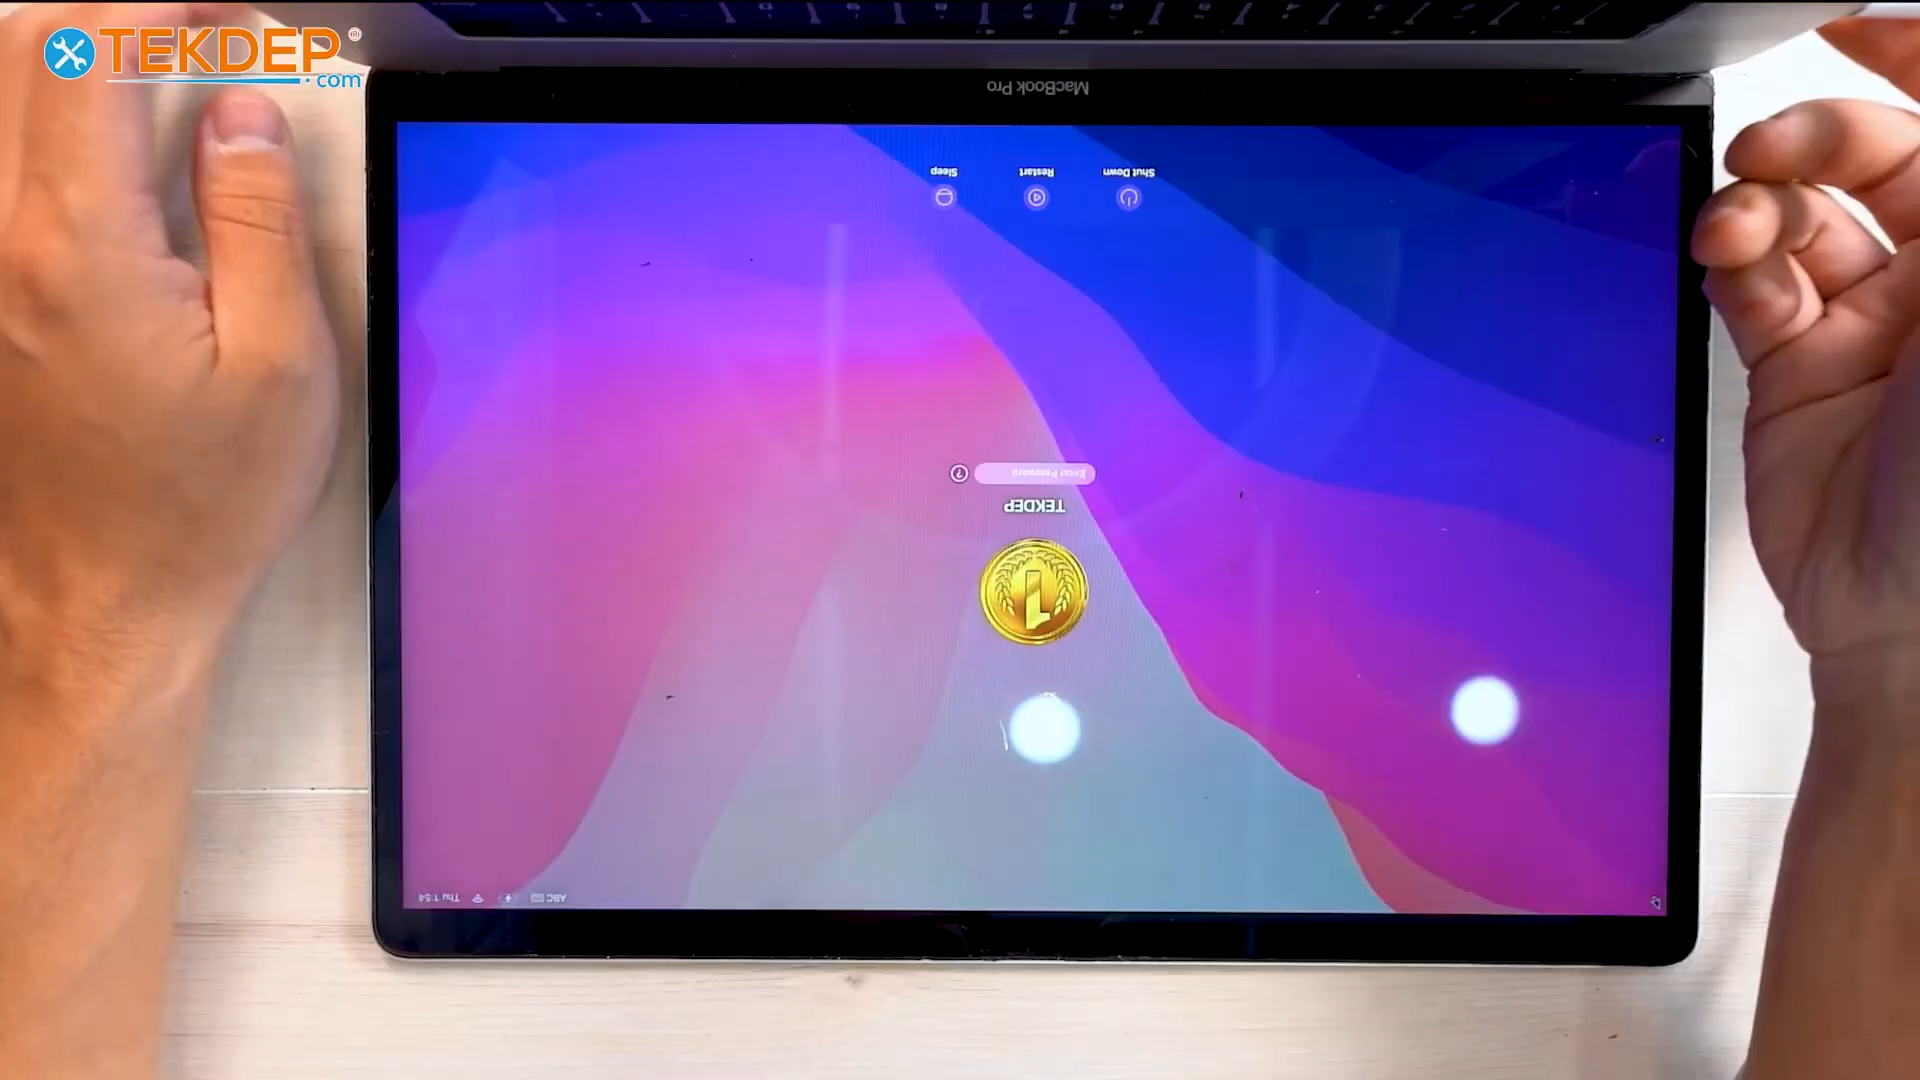 TEKDEP®
.com
MacBook Pro
Sleep
Restart
Shut Down
Enter Password
TEKDEP
Thu 1:54
ABC